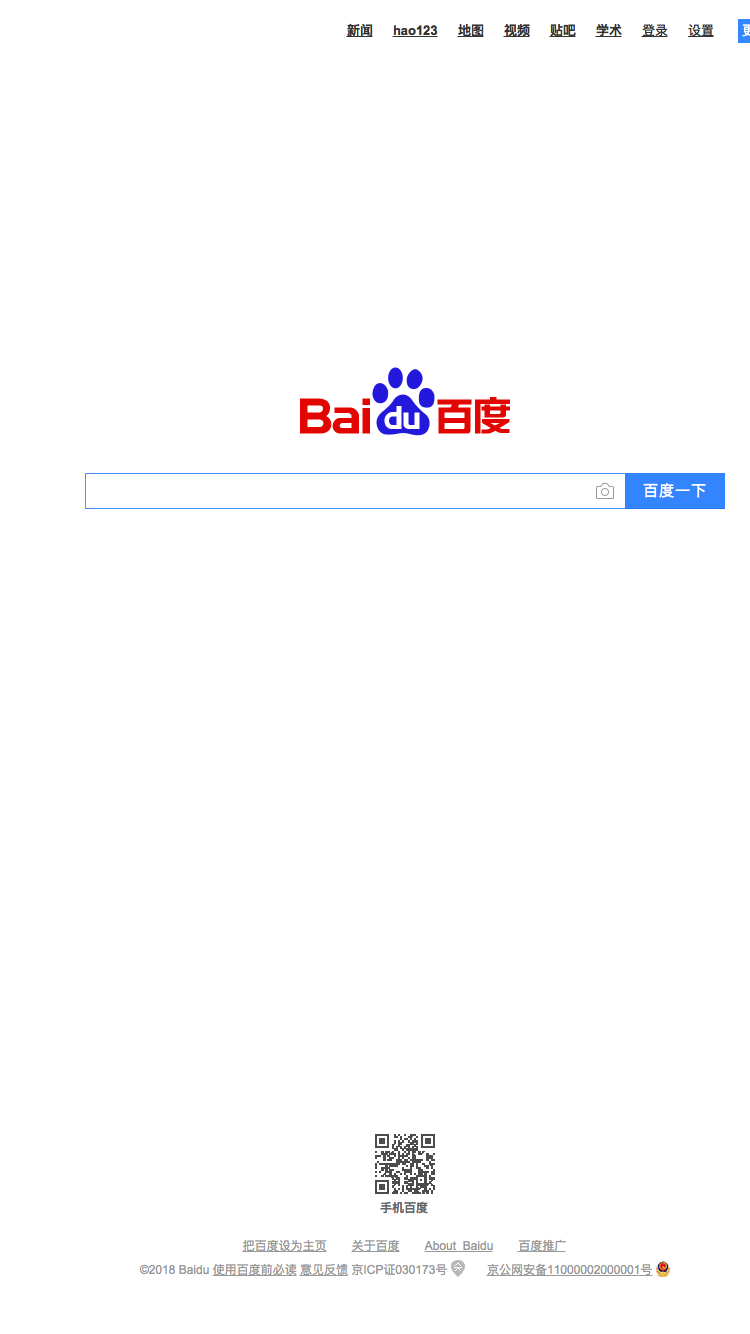 新闻 hao123 地图 视频 贴吧 学术 登录 设置
Bai du 百度
百度一下
手机百度
把百度设为主页 关于百度 About Baidu 百度推广
©2018 Baidu 使用百度前必读 意见反馈 京ICP证030173号 京公网安备11000002000001号